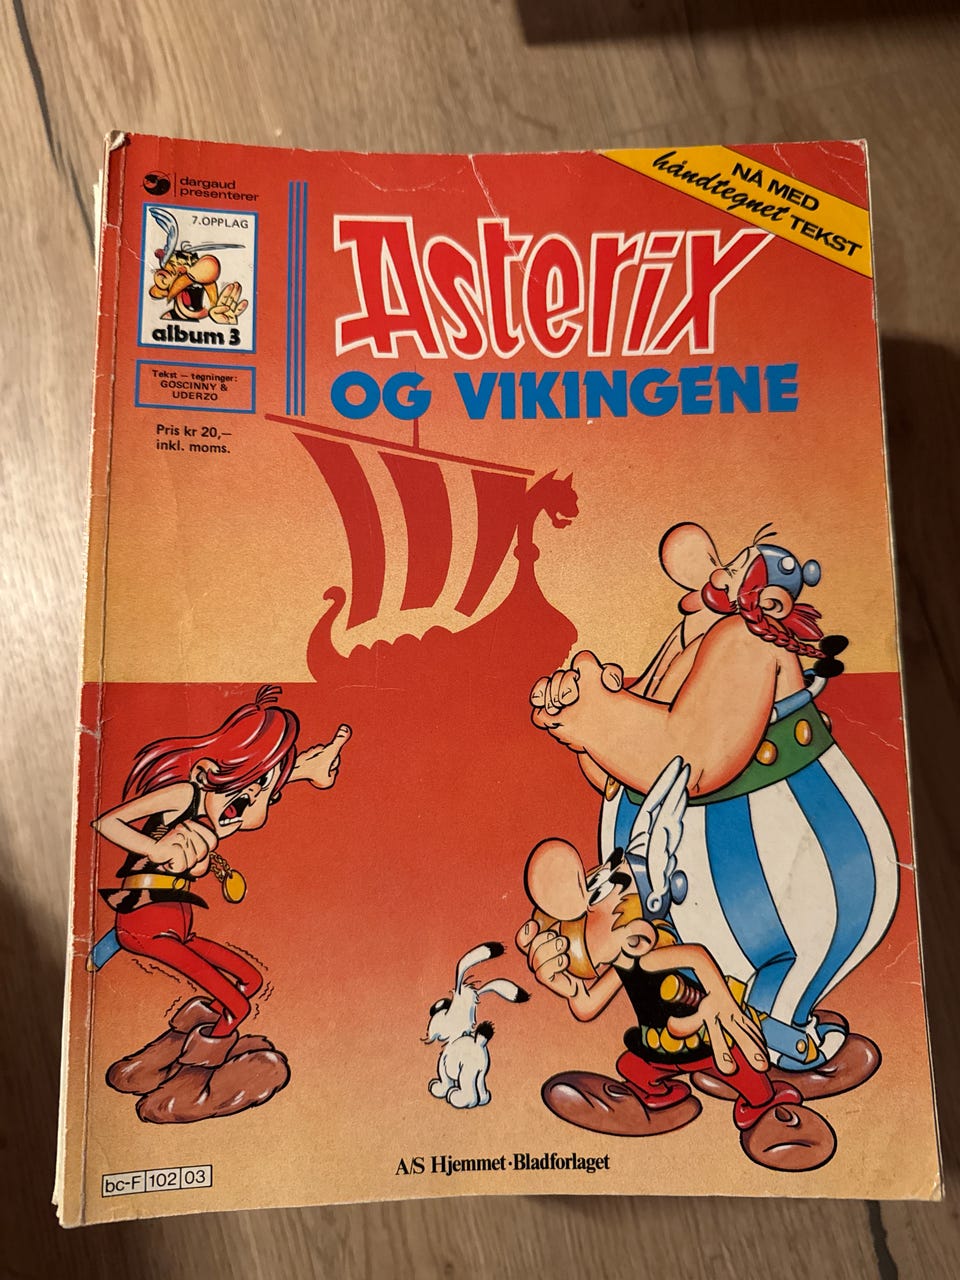 dargaud
presenterer
7.OPPLAG
album 3
Tekst – tegninger:
GOSCINNY &
UDERZO
Pris kr 20,–
inkl. moms.
NÅ MED
håndtegnet TEKST
Asterix
OG VIKINGENE
A/S Hjemmet·Bladforlaget
bc-F 102 03